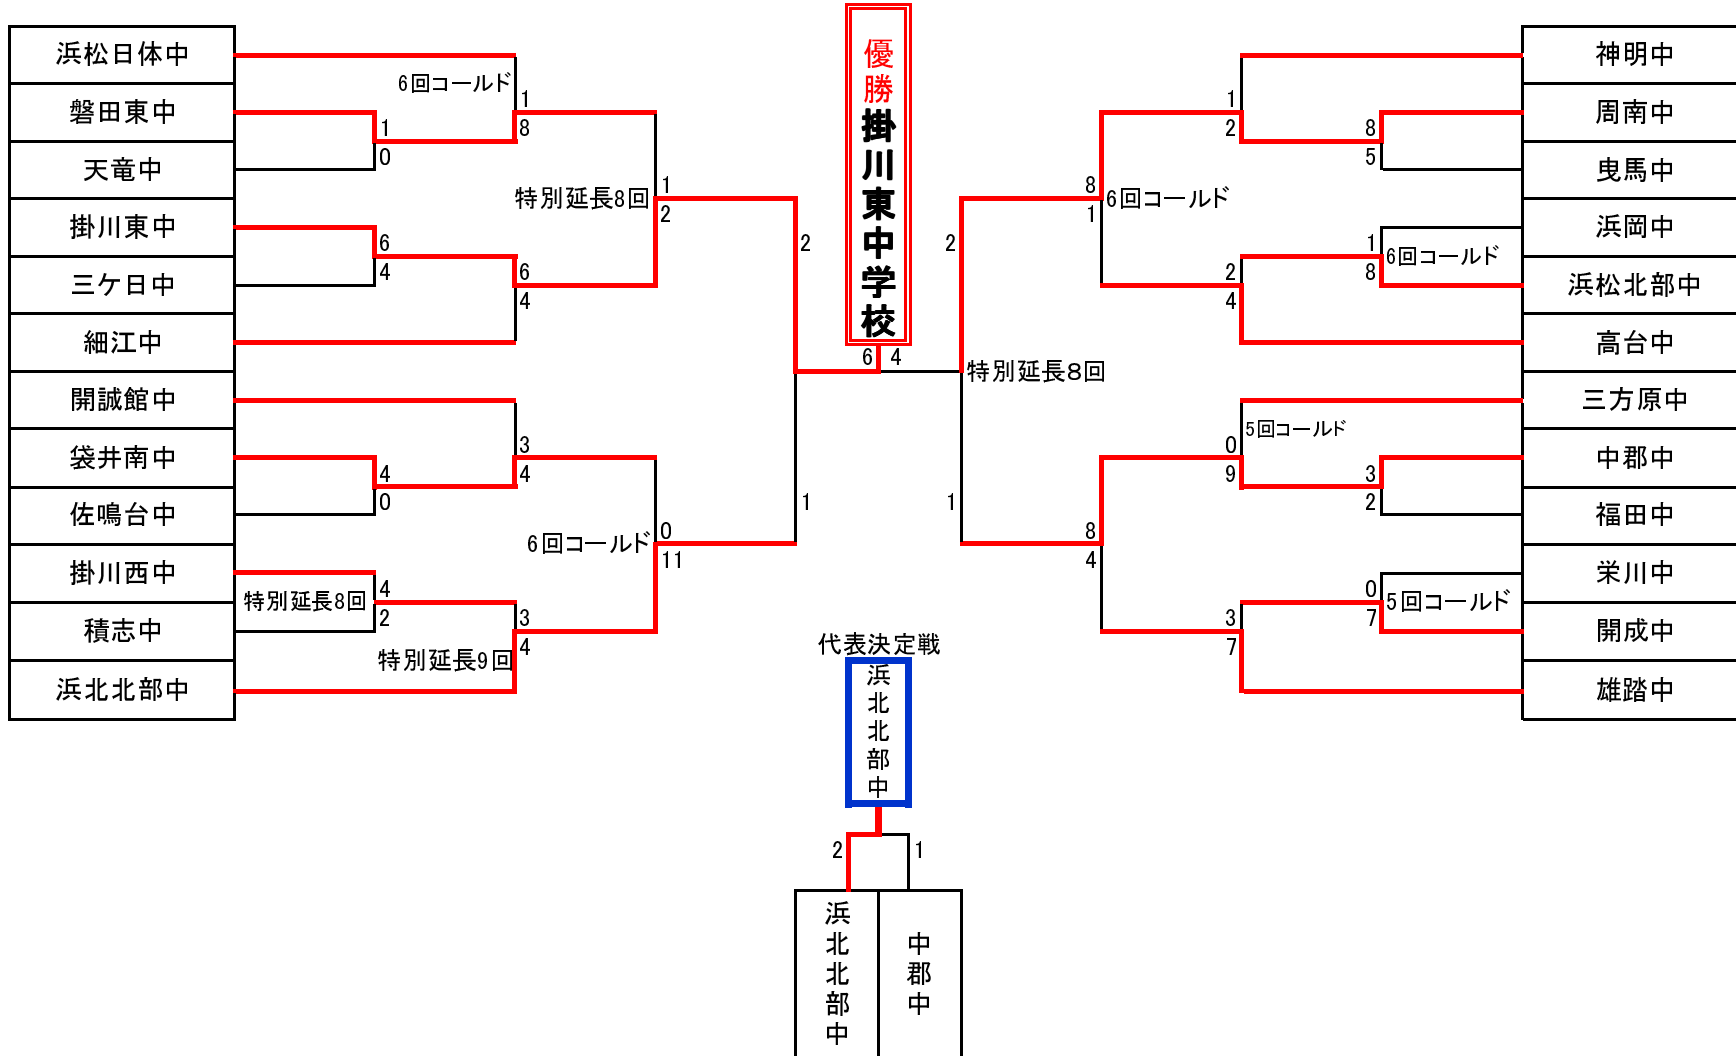 浜松日体中
磐田東中
天竜中
掛川東中
三ケ日中
細江中
開誠館中
袋井南中
佐鳴台中
掛川西中
積志中
浜北北部中
6回コールド
1
8
1
0
特別延長8回
1
2
6
4
6
4
3
4
4
0
6回コールド
0
11
4
特別延長8回
2
3
4
特別延長9回
2
1
優勝掛川東中学校
6 4
2
特別延長8回
1
8
6回コールド
1
1
2
8
5
1
6回コールド
8
2
4
5回コールド
0
9
3
2
8
4
0
5回コールド
7
3
7
神明中
周南中
曳馬中
浜岡中
浜松北部中
高台中
三方原中
中郡中
福田中
栄川中
開成中
雄踏中
代表決定戦
浜北北部中
2 1
浜北北部中
中郡中